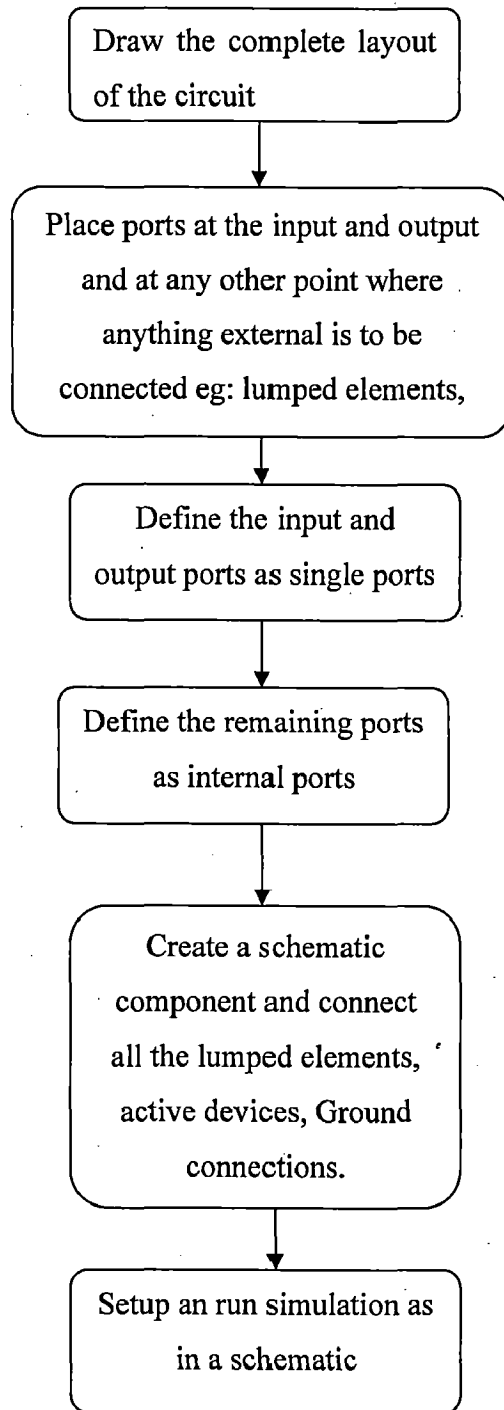 Draw the complete layout
of the circuit
Place ports at the input and output
and at any other point where
anything external is to be
connected eg: lumped elements,
Define the input and
output ports as single ports
Define the remaining ports
as internal ports
Create a schematic
component and connect
all the lumped elements,
active devices, Ground
connections.
Setup an run simulation as
in a schematic